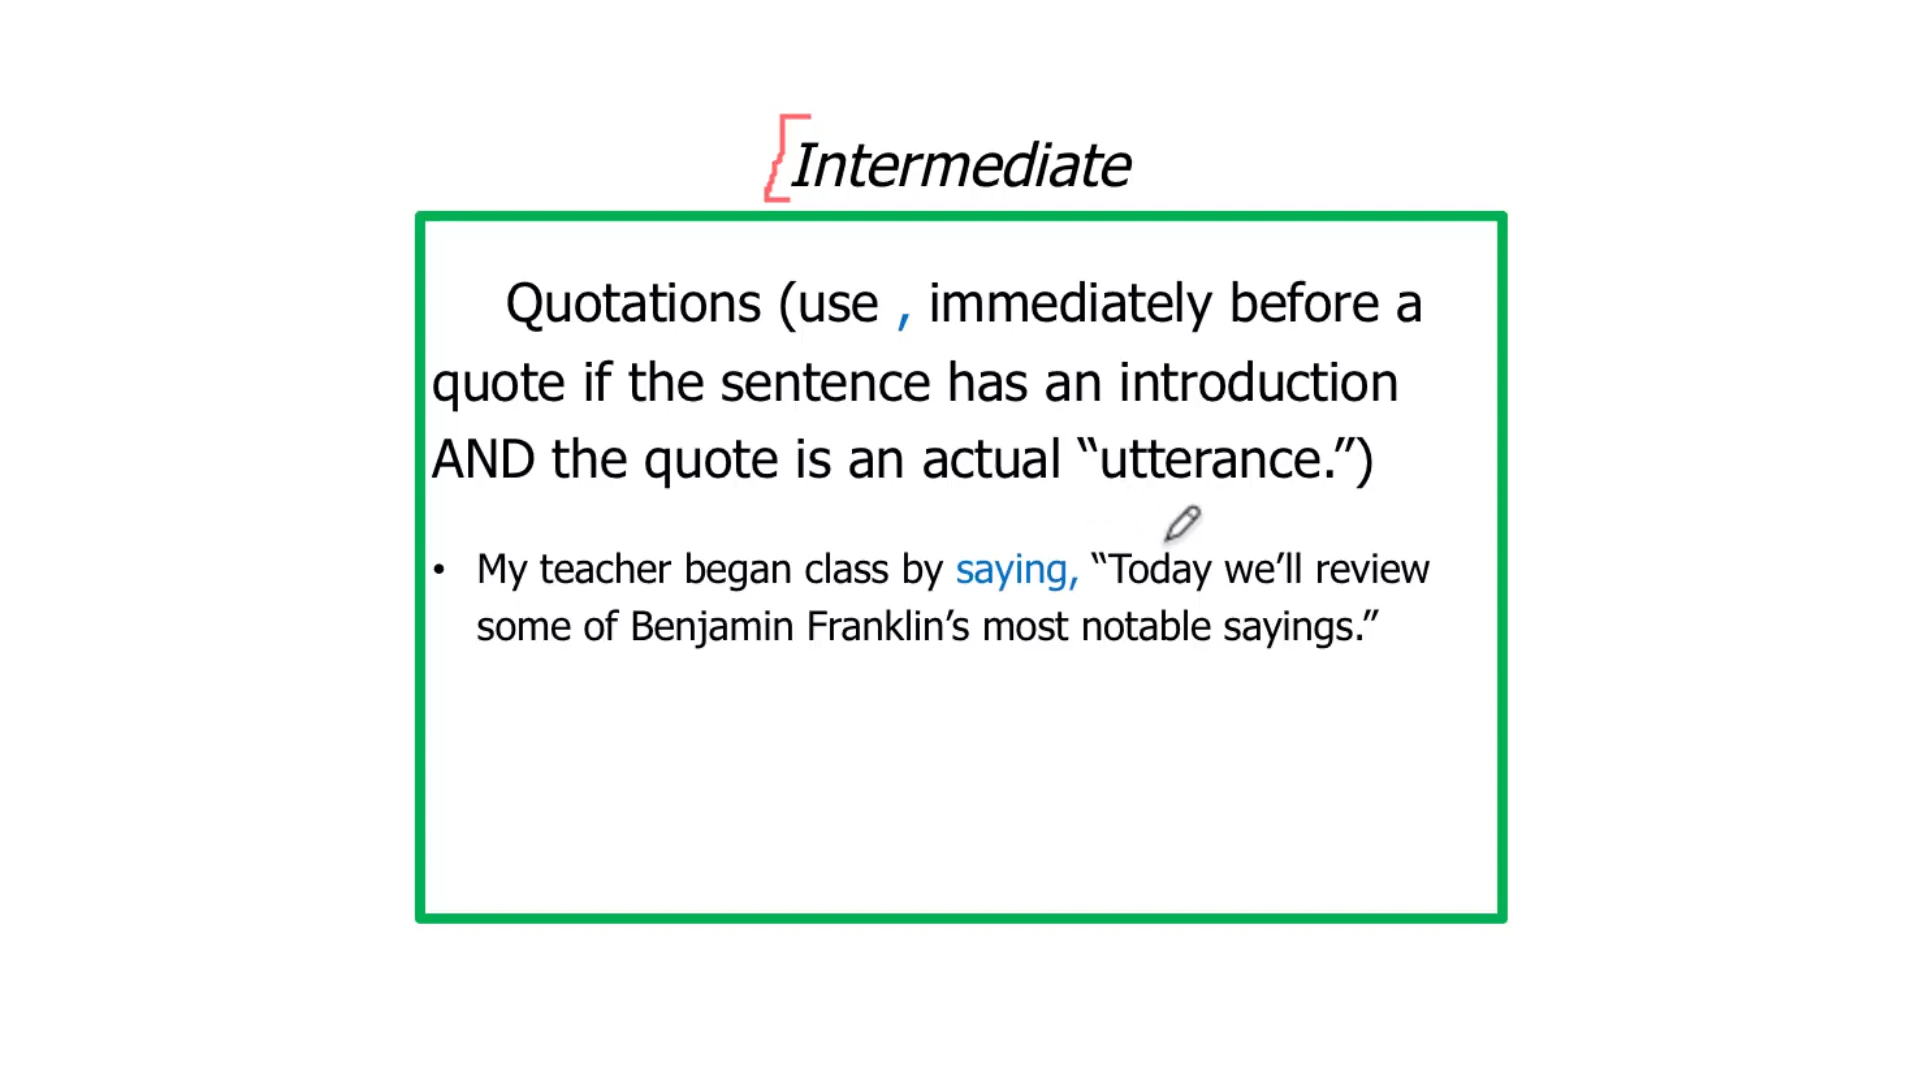 Intermediate
Quotations (use , immediately before a
quote if the sentence has an introduction
AND the quote is an actual “utterance.”)
• My teacher began class by saying, “Today we’ll review
some of Benjamin Franklin’s most notable sayings.”